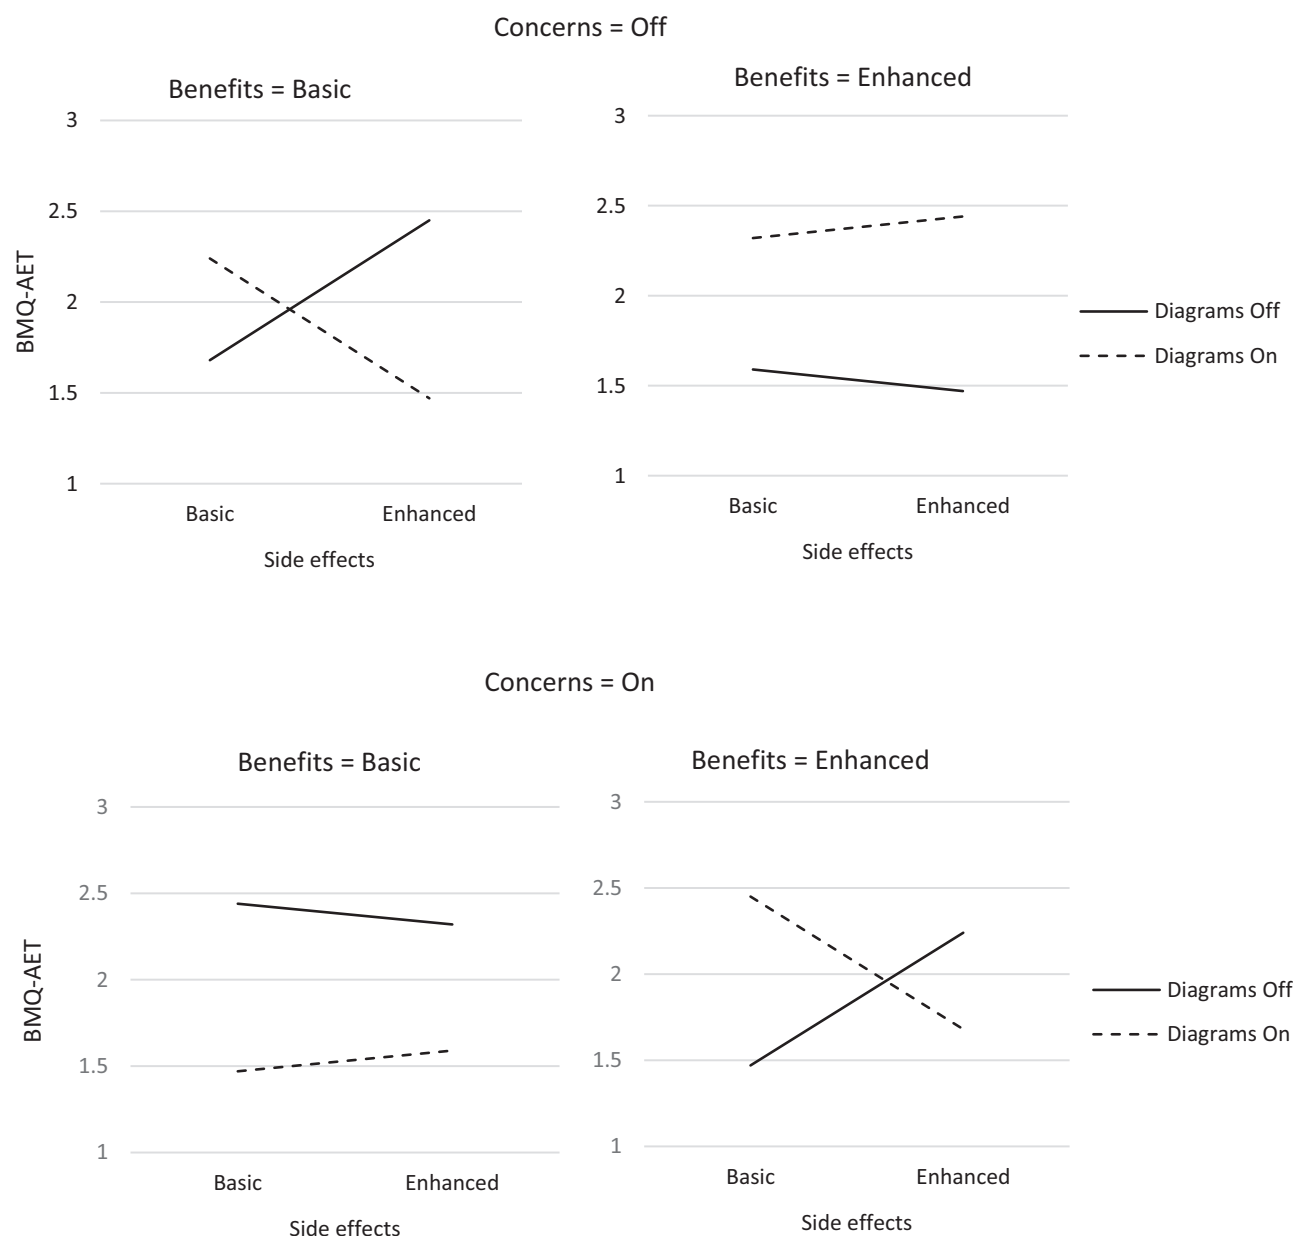 Concerns = Off
Benefits = Basic
Benefits = Enhanced
3
2.5
2
1.5
1
BMQ-AET
Basic
Enhanced
Side effects
3
2.5
2
1.5
1
Basic
Enhanced
Side effects
Diagrams Off
Diagrams On
Concerns = On
Benefits = Basic
Benefits = Enhanced
3
2.5
2
1.5
1
BMQ-AET
Basic
Enhanced
Side effects
3
2.5
2
1.5
1
Basic
Enhanced
Side effects
Diagrams Off
Diagrams On